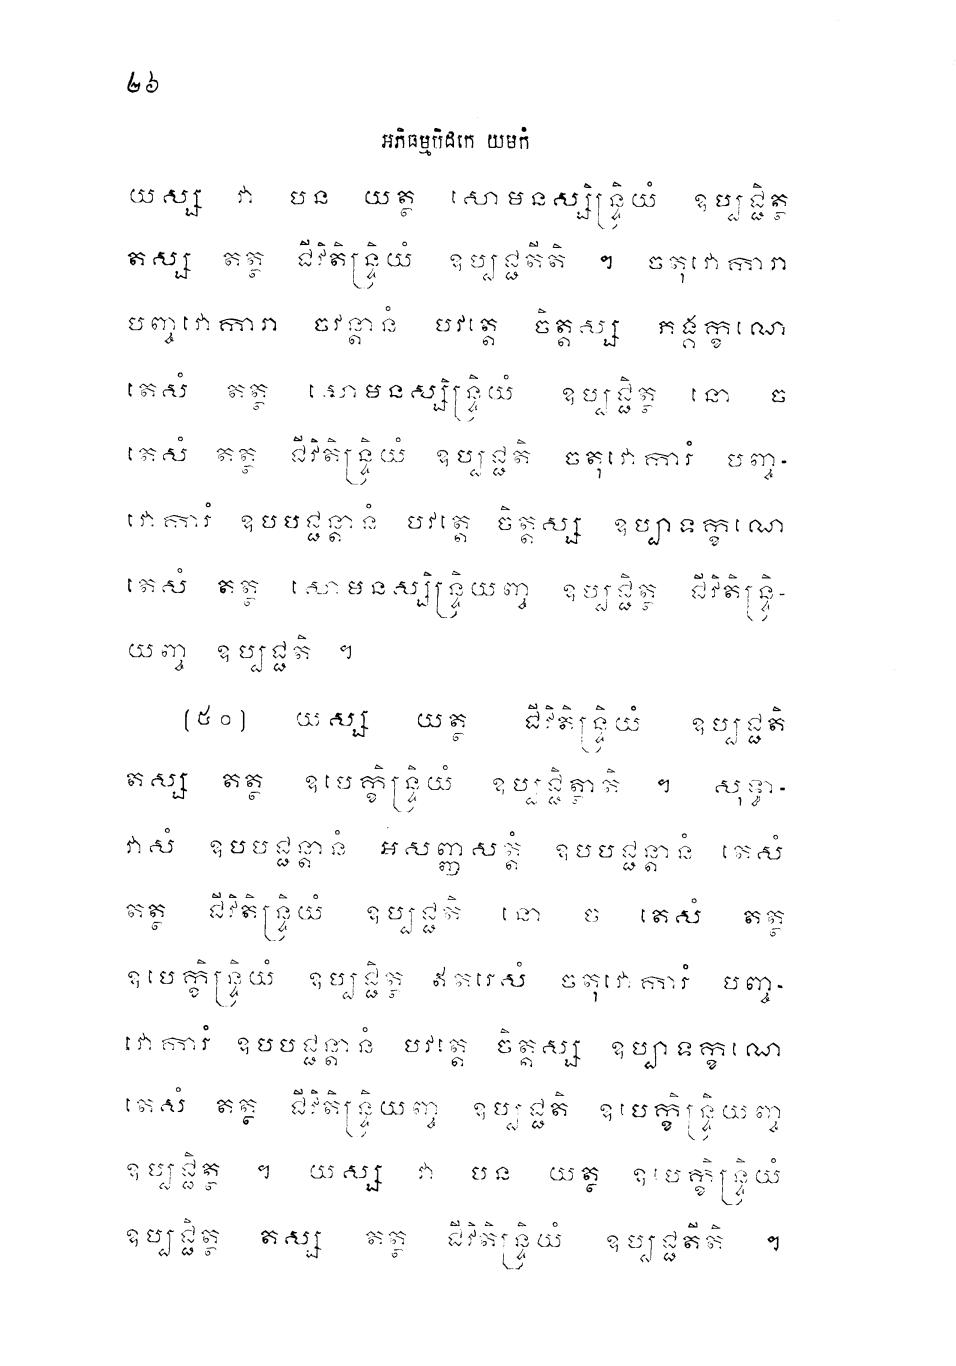 ២៦
អភិធម្មបិដកេ យមកំ
យស្ស វា បន យត្ថ សោមនស្សិន្ទ្រិយំ ឧប្បជ្ជិត្ថ
តស្ស តត្ថ ជីវិតិន្ទ្រិយំ ឧប្បជ្ជតីតិ ។ ចតុវោការា
បញ្ចវោការា ចវន្តានំ បវត្តេ ចិត្តស្ស ភង្គក្ខណេ
តេសំ តត្ថ សោមនស្សិន្ទ្រិយំ ឧប្បជ្ជិត្ថ នោ ច
តេសំ តត្ថ ជីវិតិន្ទ្រិយំ ឧប្បជ្ជតិ ចតុវោការំ បញ្ច-
វោការំ ឧបបជ្ជន្តានំ បវត្តេ ចិត្តស្ស ឧប្បាទក្ខណេ
តេសំ តត្ថ សោមនស្សិន្ទ្រិយញ្ច ឧប្បជ្ជិត្ថ ជីវិតិន្ទ្រិ-
យញ្ច ឧប្បជ្ជតិ ។
(៥០) យស្ស យត្ថ ជីវិតិន្ទ្រិយំ ឧប្បជ្ជតិ
តស្ស តត្ថ ឧបេក្ខិន្ទ្រិយំ ឧប្បជ្ជិត្ថាតិ ។ សុទ្ធា-
វាសំ ឧបបជ្ជន្តានំ អសញ្ញសត្តំ ឧបបជ្ជន្តានំ តេសំ
តត្ថ ជីវិតិន្ទ្រិយំ ឧប្បជ្ជតិ នោ ច តេសំ តត្ថ
ឧបេក្ខិន្ទ្រិយំ ឧប្បជ្ជិត្ថ ឥតរេសំ ចតុវោការំ បញ្ច-
វោការំ ឧបបជ្ជន្តានំ បវត្តេ ចិត្តស្ស ឧប្បាទក្ខណេ
តេសំ តត្ថ ជីវិតិន្ទ្រិយញ្ច ឧប្បជ្ជតិ ឧបេក្ខិន្ទ្រិយញ្ច
ឧប្បជ្ជិត្ថ ។ យស្ស វា បន យត្ថ ឧបេក្ខិន្ទ្រិយំ
ឧប្បជ្ជិត្ថ តស្ស តត្ថ ជីវិតិន្ទ្រិយំ ឧប្បជ្ជតីតិ ។